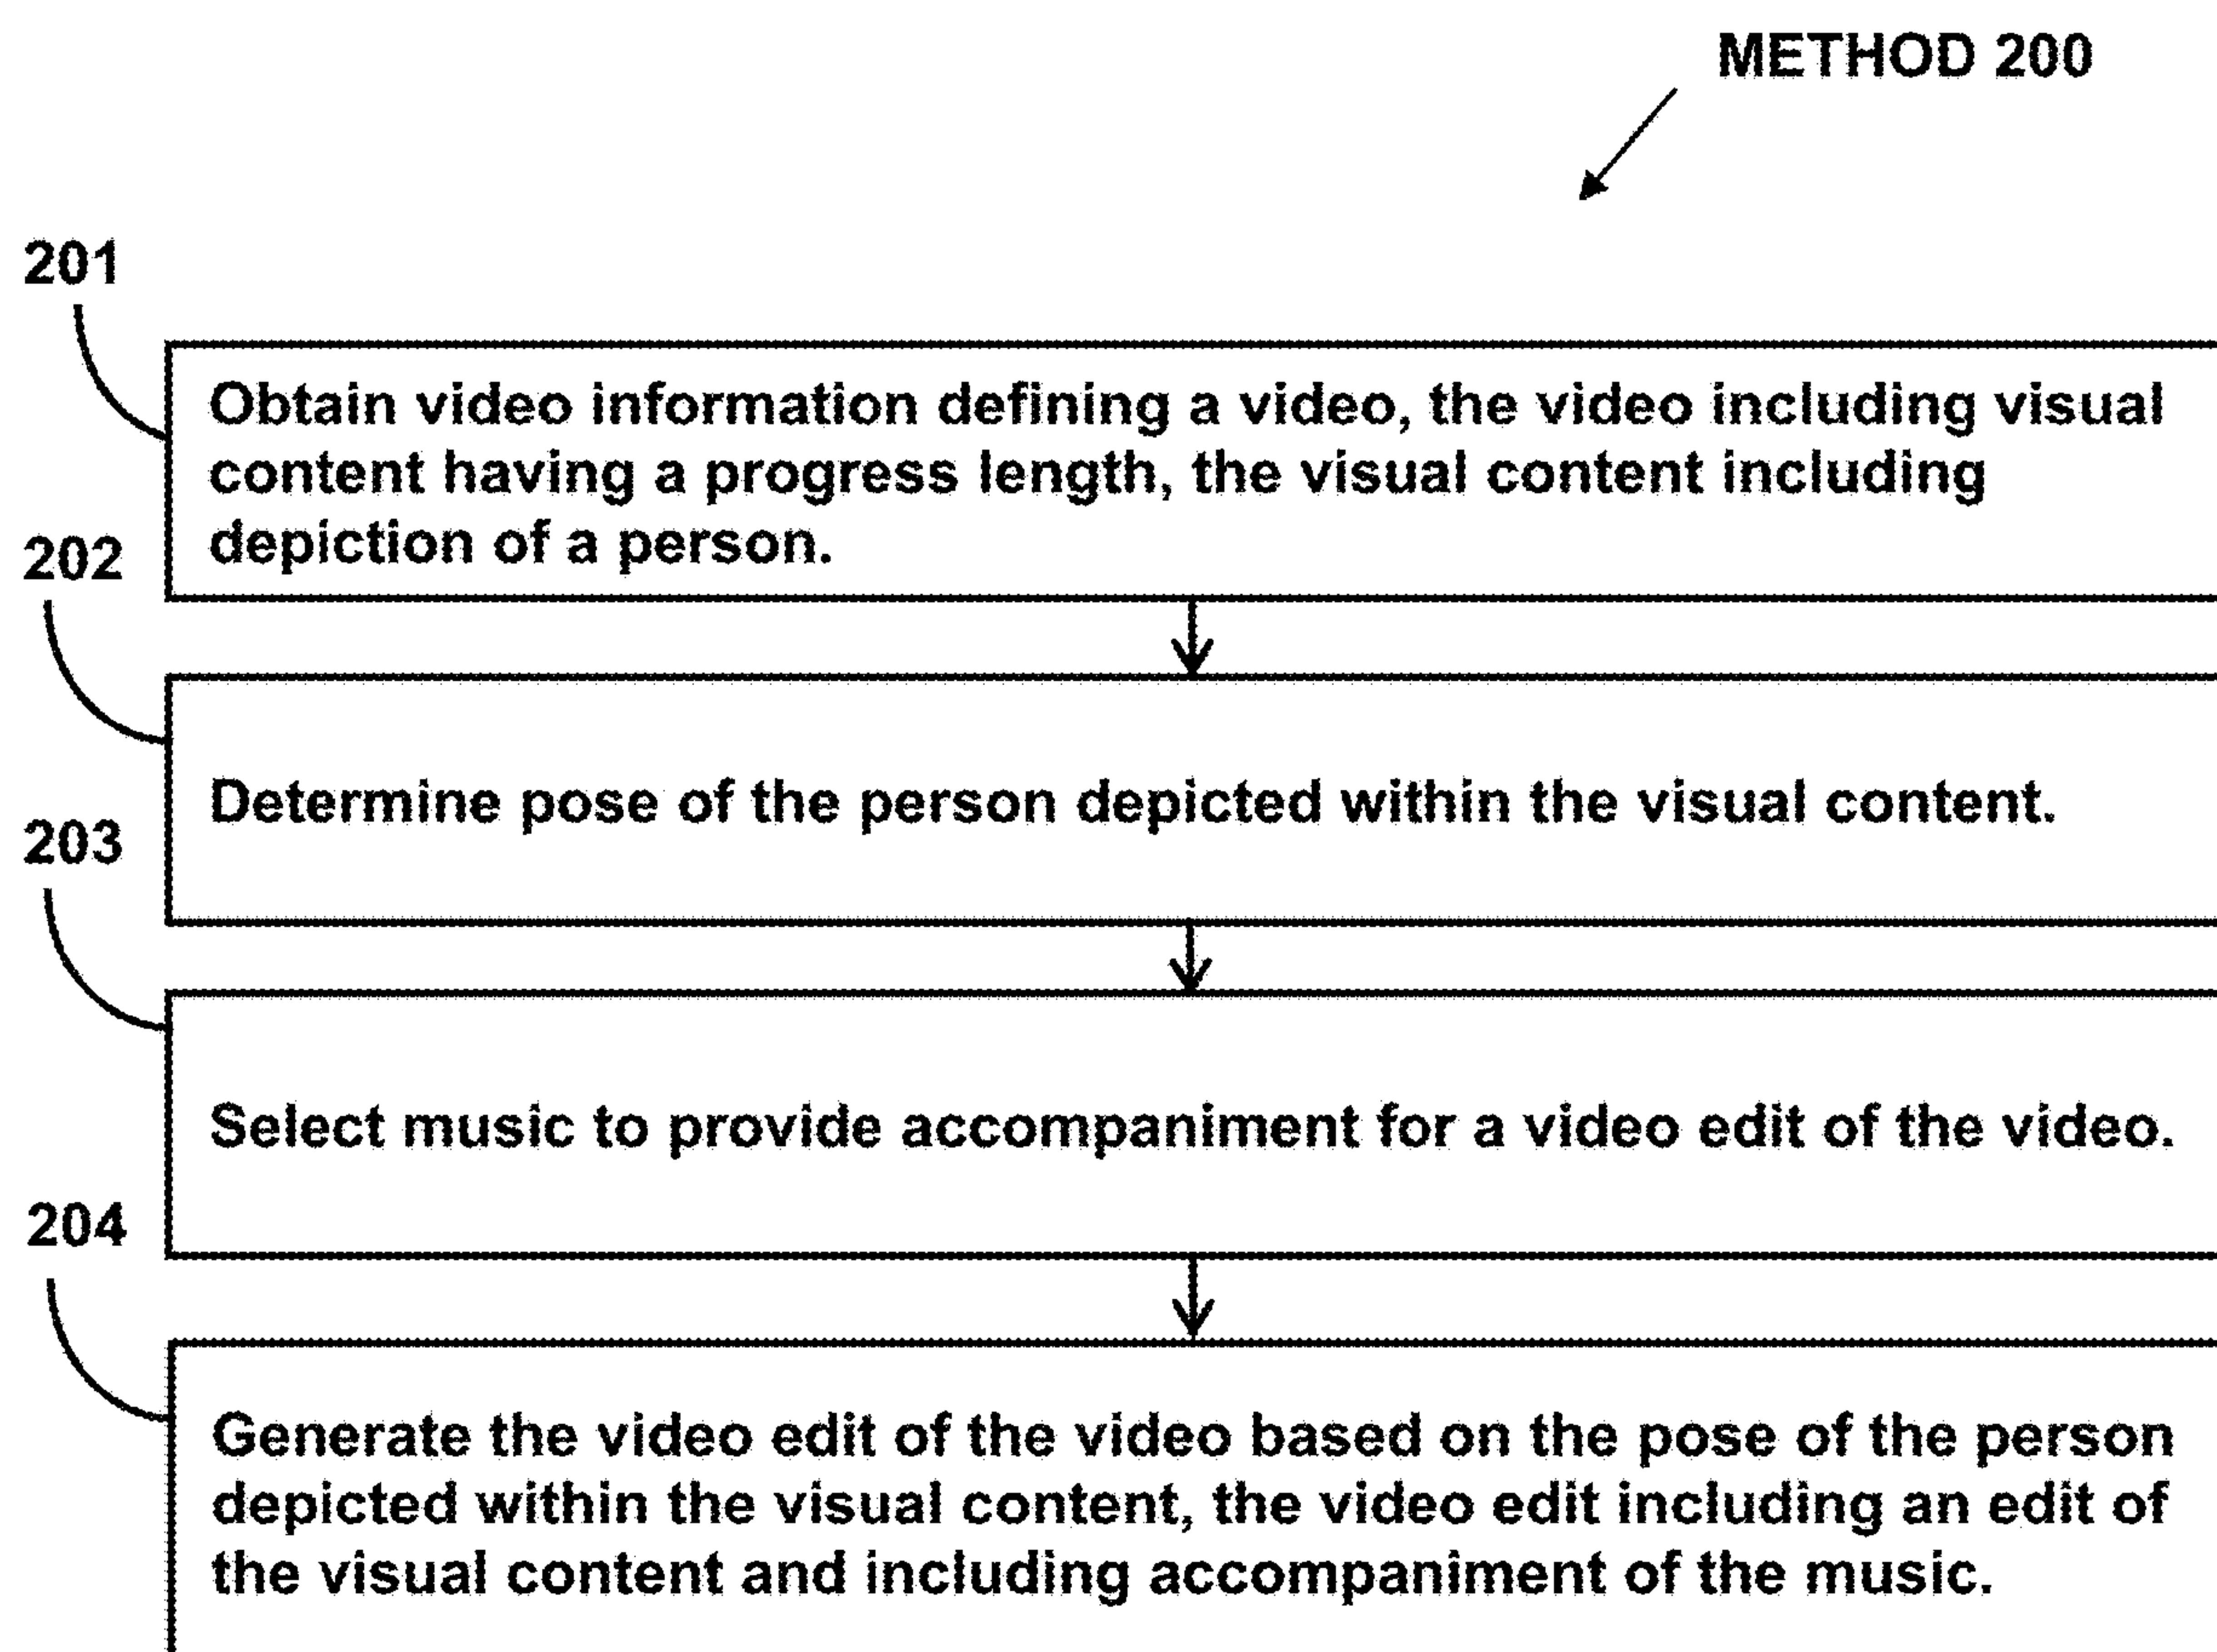 METHOD 200
201
Obtain video information defining a video, the video including visual
content having a progress length, the visual content including
depiction of a person.
202
Determine pose of the person depicted within the visual content.
203
Select music to provide accompaniment for a video edit of the video.
204
Generate the video edit of the video based on the pose of the person
depicted within the visual content, the video edit including an edit of
the visual content and including accompaniment of the music.